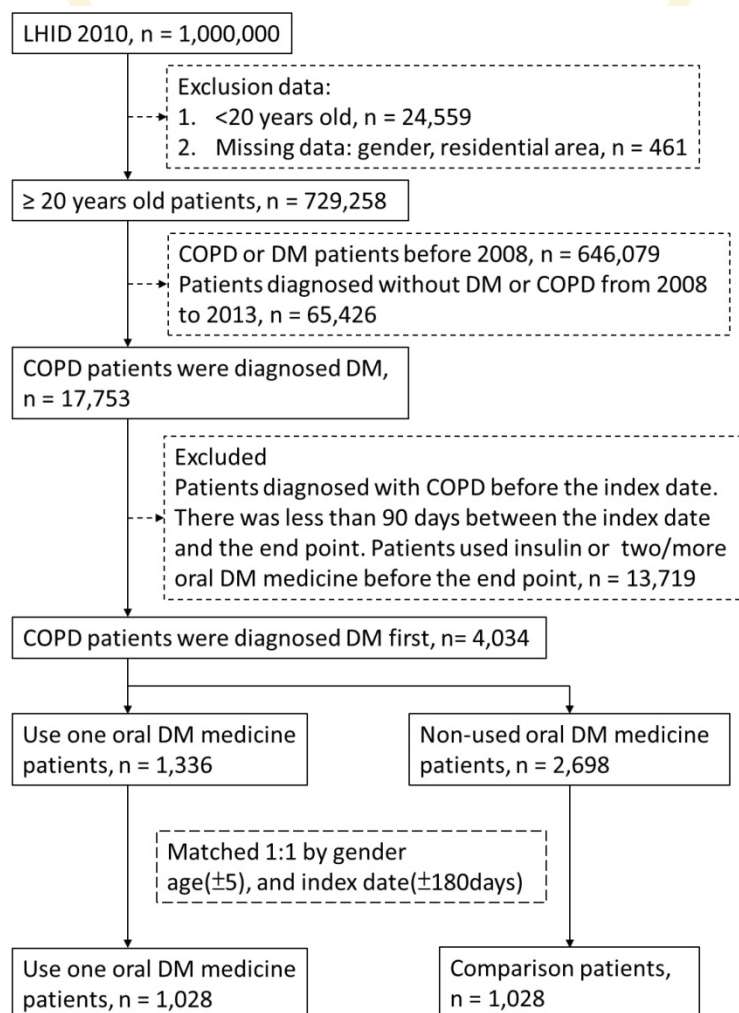 LHID 2010, n = 1,000,000
Exclusion data:
1. <20 years old, n = 24,559
2. Missing data: gender, residential area, n = 461
≥ 20 years old patients, n = 729,258
COPD or DM patients before 2008, n = 646,079
Patients diagnosed without DM or COPD from 2008
to 2013, n = 65,426
COPD patients were diagnosed DM,
n = 17,753
Excluded
Patients diagnosed with COPD before the index date.
There was less than 90 days between the index date
and the end point. Patients used insulin or two/more
oral DM medicine before the end point, n = 13,719
COPD patients were diagnosed DM first, n= 4,034
Use one oral DM medicine
patients, n = 1,336
Non-used oral DM medicine
patients, n = 2,698
Matched 1:1 by gender
age(±5), and index date(±180days)
Use one oral DM medicine
patients, n = 1,028
Comparison patients,
n = 1,028